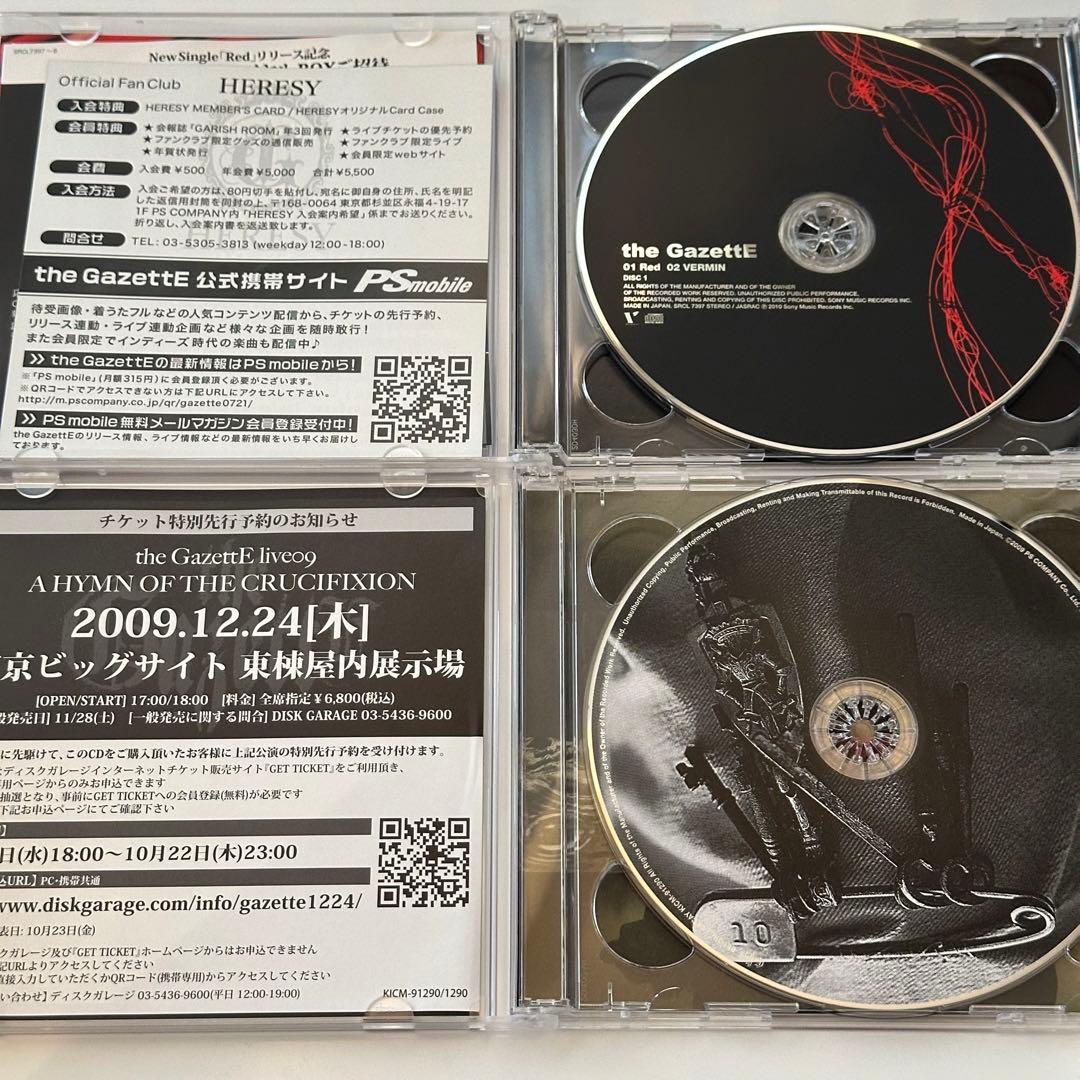 SRCL7397〜8
New Single「Red」リリース記念
BOXご招待
Official Fan Club HERESY
入会特典 HERESY MEMBER'S CARD / HERESYオリジナルCard Case
会員特典 ★会報誌「GARISH ROOM」年3回発行 ★ライブチケットの優先予約
★ファンクラブ限定グッズの通信販売 ★ファンクラブ限定ライブ
★年賀状発行 ★会員限定webサイト
会費 入会費¥500 年会費¥5,000 合計¥5,500
入会方法 入会ご希望の方は、80円切手を貼付し、宛名に御自身の住所、氏名を明記
した返信用封筒を同封の上、〒168-0064 東京都杉並区永福4-19-17
1F PS COMPANY内「HERESY 入会案内希望」係までお送りください。
折り返し、入会案内書を返送致します。
問合せ TEL: 03-5305-3813 (weekday 12:00-18:00)
HERESY
the GazettE 公式携帯サイト PSmobile
待受画像・着うたフルなどの人気コンテンツ配信から、チケットの先行予約、
リリース連動・ライブ連動企画など様々な企画を随時敢行！
また会員限定でインディーズ時代の楽曲も配信中♪
≫ the GazettEの最新情報はPS mobileから！
※「PS mobile」(月額315円)に会員登録頂く必要がございます。
※QRコードでアクセスできない方は下記URLにアクセスして下さい。
http://m.pscompany.co.jp/qr/gazette0721/
≫ PS mobile無料メールマガジン会員登録受付中！
the GazettEのリリース情報、ライブ情報などの最新情報をいち早くお届けし
ております。
the GazettE
01 Red 02 VERMIN
DISC 1
ALL RIGHTS OF THE MANUFACTURER AND OF THE OWNER
OF THE RECORDED WORK RESERVED. UNAUTHORIZED PUBLIC PERFORMANCE,
BROADCASTING, RENTING AND COPYING OF THIS DISC PROHIBITED. SONY MUSIC RECORDS INC.
MADE IN JAPAN. SRCL 7397 STEREO / JASRAC ℗ 2010 Sony Music Records Inc.
チケット特別先行予約のお知らせ
the GazettE live09
A HYMN OF THE CRUCIFIXION
2009.12.24[木]
京ビッグサイト 東棟屋内展示場
[OPEN/START] 17:00/18:00 [料金] 全席指定¥6,800(税込)
般発売日] 11/28(土) [一般発売に関する問合] DISK GARAGE 03-5436-9600
に先駆けて、このCDをご購入頂いたお客様に上記公演の特別先行予約を受け付けます。
ディスクガレージインターネットチケット販売サイト『GET TICKET』をご利用頂き、
専用ページからのみお申込できます
抽選となり、事前にGET TICKETへの会員登録(無料)が必要です
下記お申込ページにてご確認下さい
日(水)18:00〜10月22日(木)23:00
込URL] PC・携帯共通
www.diskgarage.com/info/gazette1224/
表日: 10月23日(金)
クガレージ及び『GET TICKET』ホームページからはお申込できません
記URLよりアクセスしてください
直接入力していただくかQRコード(携帯専用)からアクセスしてください
い合わせ】ディスクガレージ 03-5436-9600(平日 12:00-19:00)
KICM-91290/1290
KICM-91290 All Rights of the Manufacturer and of the Owner of the Recorded Work Reserved. Unauthorized Copying, Public Performance, Broadcasting, Renting and Making Transmittable of this Record is Forbidden. Made in Japan. ©2009 PS COMPANY Co., Ltd.
10